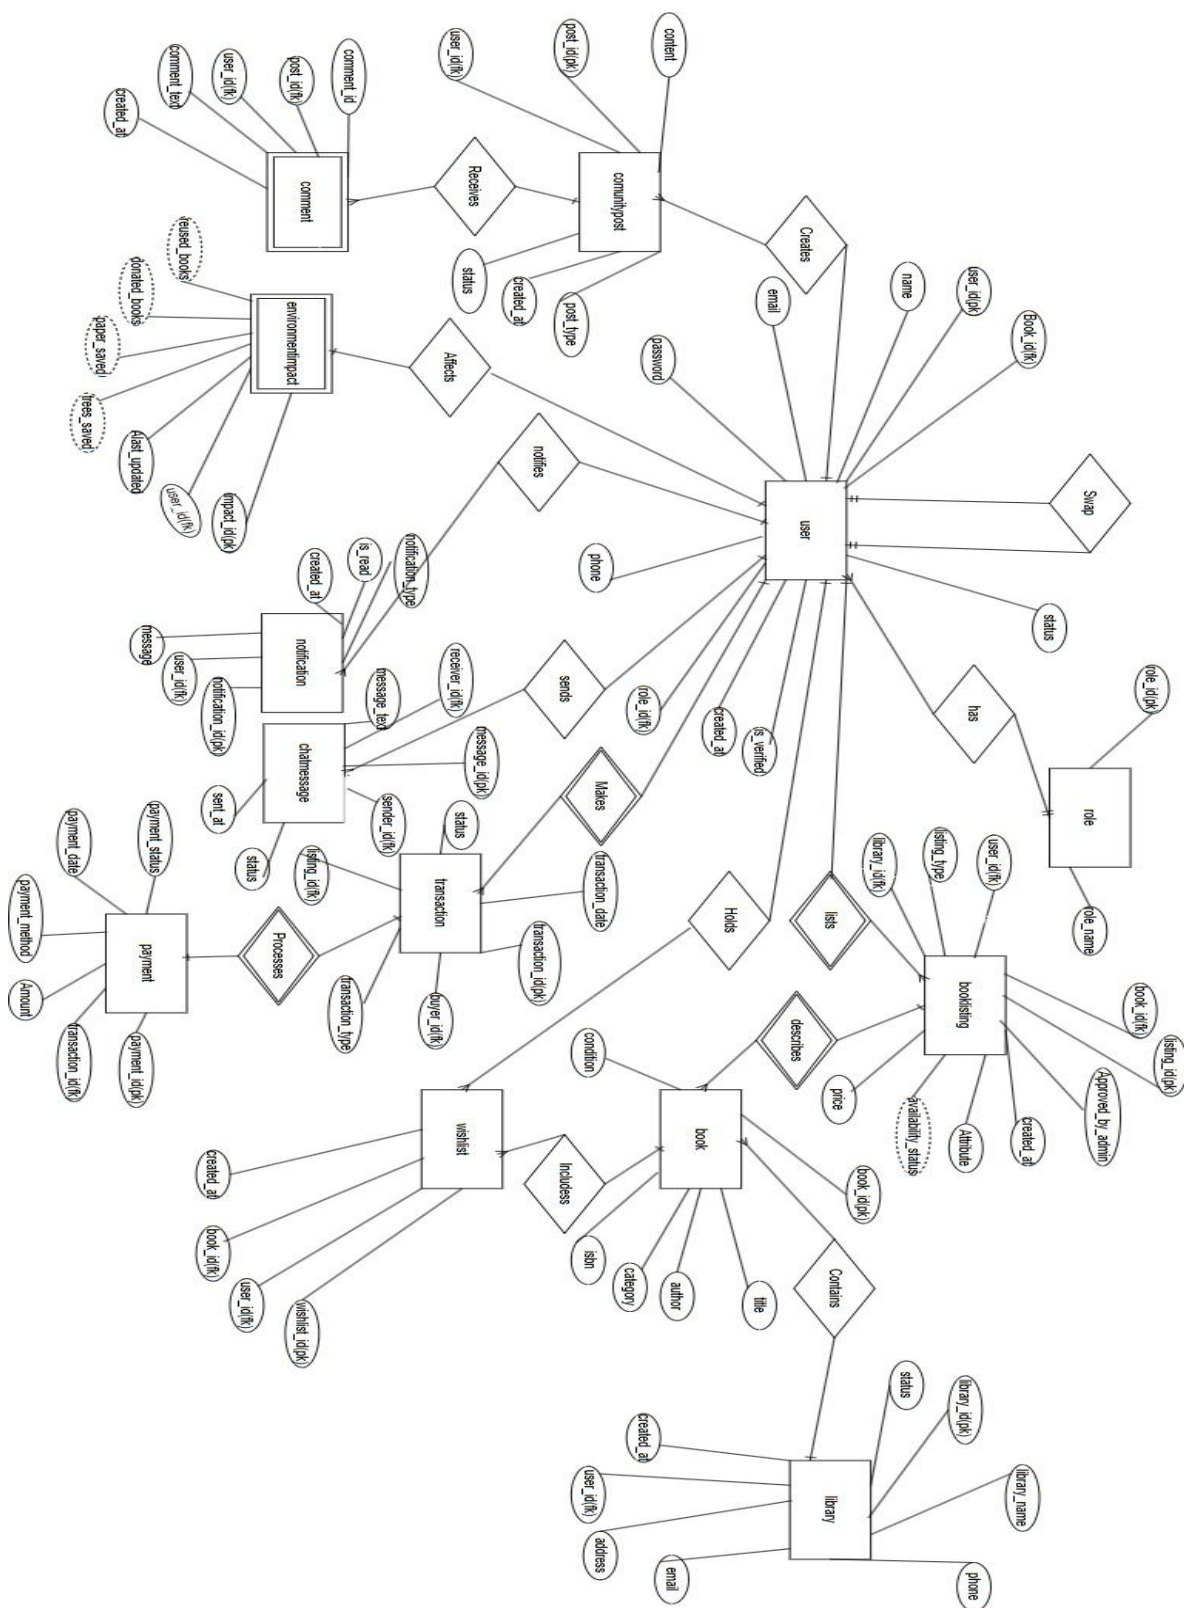 listing_id(pk)
role_id(pk)
book_id(fk)
Swap
Approved_by_admin
role
role_name
status
Book_id(fk)
created_at
library_name
user_id(fk)
has
user_id(pk)
Attribute
library_id(pk)
phone
booklisting
name
listing_type
availability_status
status
library_id(fk)
book_id(pk)
Creates
user
lists
price
Contains
library
email
is_verified
describes
title
content
created_at
Holds
book
author
email
password
role_id(fk)
category
address
created_at
comunitypost
phone
condition
isbn
user_id(fk)
post_id(pk)
post_type
sends
Makes
transaction_date
Includess
created_at
notifies
transaction_id(pk)
status
Receives
message_id(pk)
status
user_id(fk)
Affects
receiver_id(fk)
transaction
wishlist
notification_type
message_text
sender_id(fk)
buyer_id(fk)
is_read
transaction_type
comment_id
created_at
listing_id(fk)
comment
environmentimpact
notification
chatmessage
post_id(fk)
wishlist_id(pk)
Processes
user_id(fk)
impact_id(pk)
status
user_id(fk)
notification_id(pk)
sent_at
book_id(fk)
comment_text
reused_books
user_id(fk)
user_id(fk)
created_at
created_at
donated_books
Alast_updated
message
payment_status
payment
payment_id(pk)
paper_saved
trees_saved
payment_date
transaction_id(fk)
payment_method
Amount